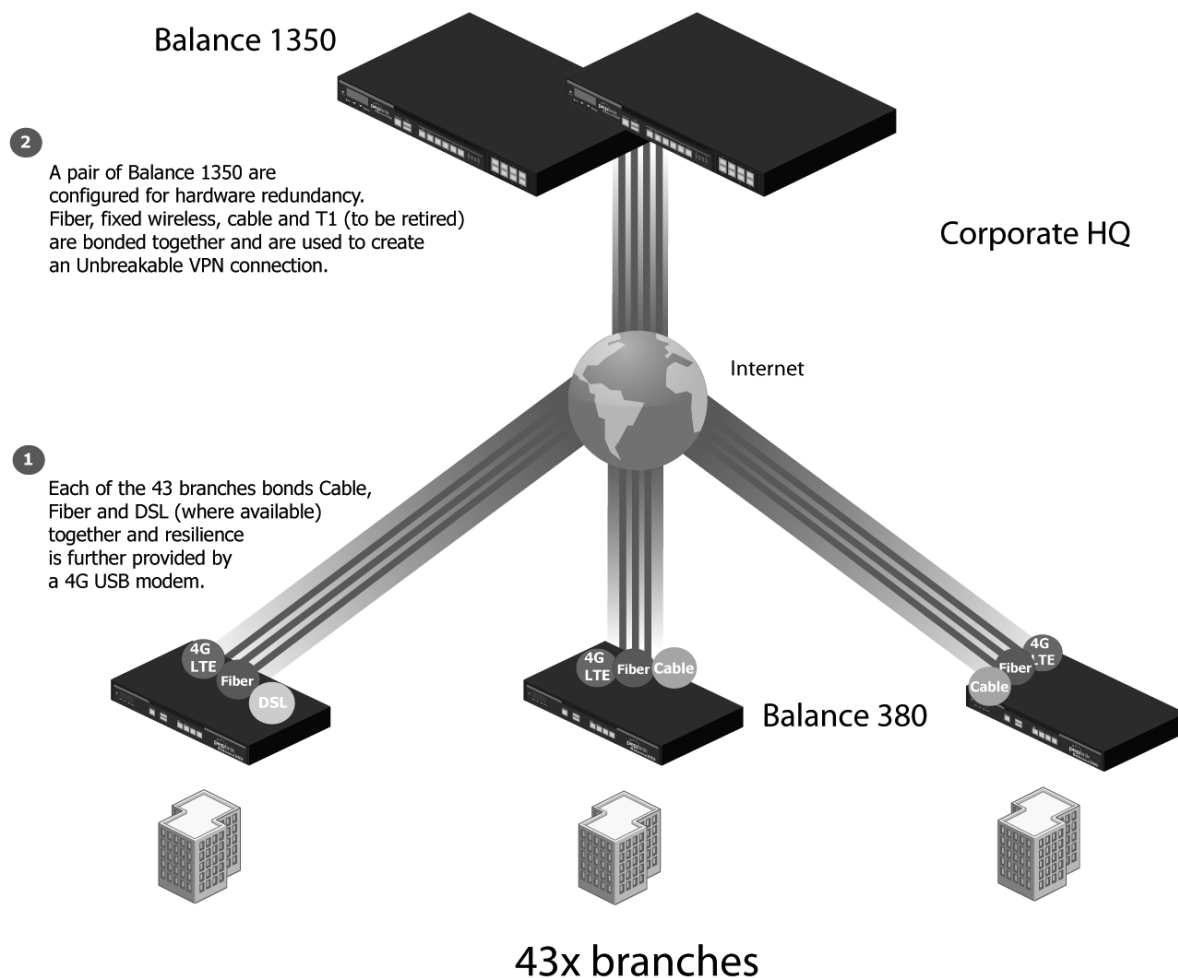 Balance 1350
2
A pair of Balance 1350 are
configured for hardware redundancy.
Fiber, fixed wireless, cable and T1 (to be retired)
are bonded together and are used to create
an Unbreakable VPN connection.
Corporate HQ
Internet
1
Each of the 43 branches bonds Cable,
Fiber and DSL (where available)
together and resilience
is further provided by
a 4G USB modem.
4G
LTE
Fiber
DSL
4G
LTE
Fiber
Cable
4G
LTE
Fiber
Cable
Balance 380
43x branches